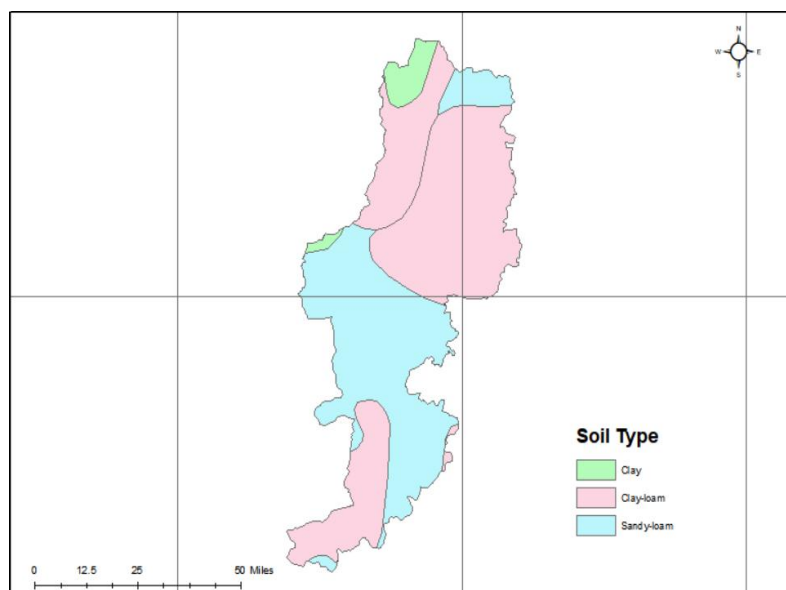 N
W E
S
Soil Type
Clay
Clay-loam
Sandy-loam
0 12.5 25 50 Miles